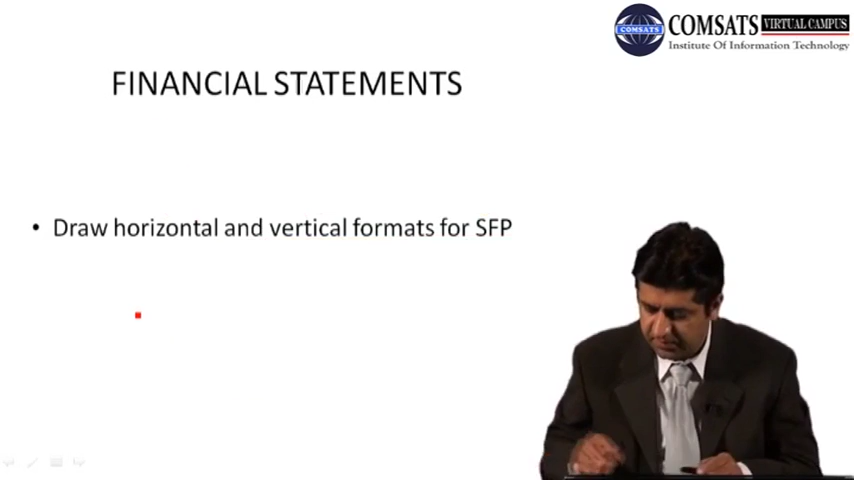 COMSATS VIRTUAL CAMPUS
Institute Of Information Technology
COMSATS
FINANCIAL STATEMENTS
• Draw horizontal and vertical formats for SFP